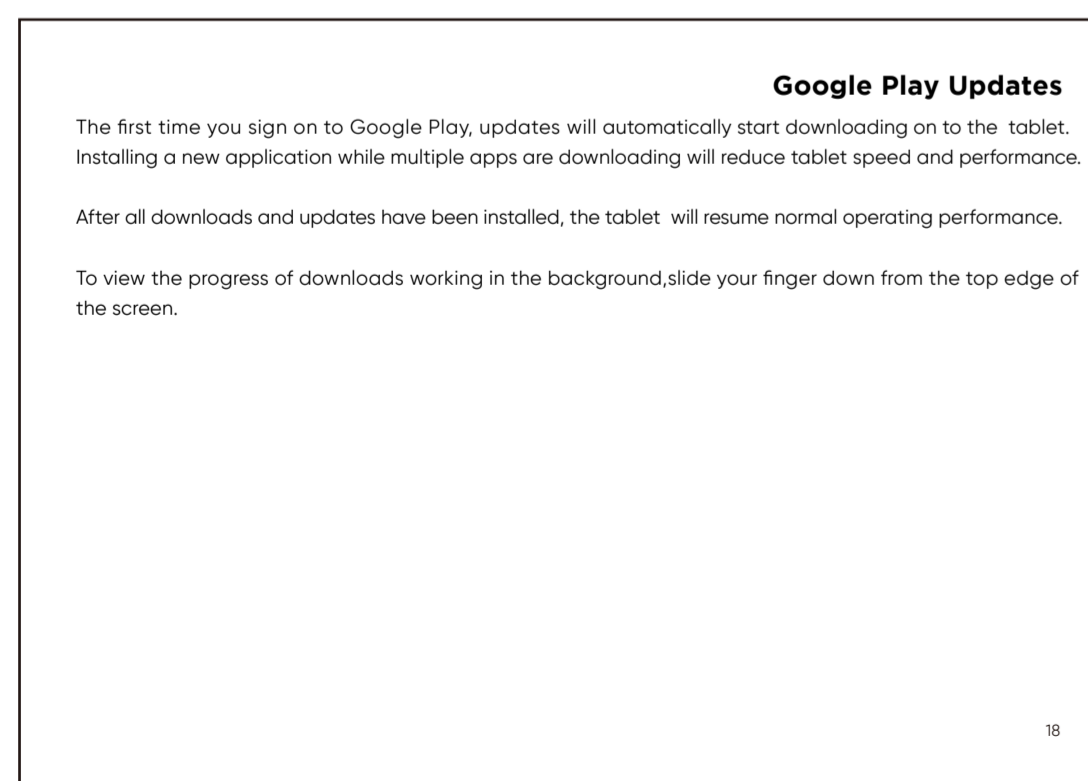 Google Play Updates
The first time you sign on to Google Play, updates will automatically start downloading on to the  tablet.
Installing a new application while multiple apps are downloading will reduce tablet speed and performance.
After all downloads and updates have been installed, the tablet  will resume normal operating performance.
To view the progress of downloads working in the background,slide your finger down from the top edge of
the screen.
18